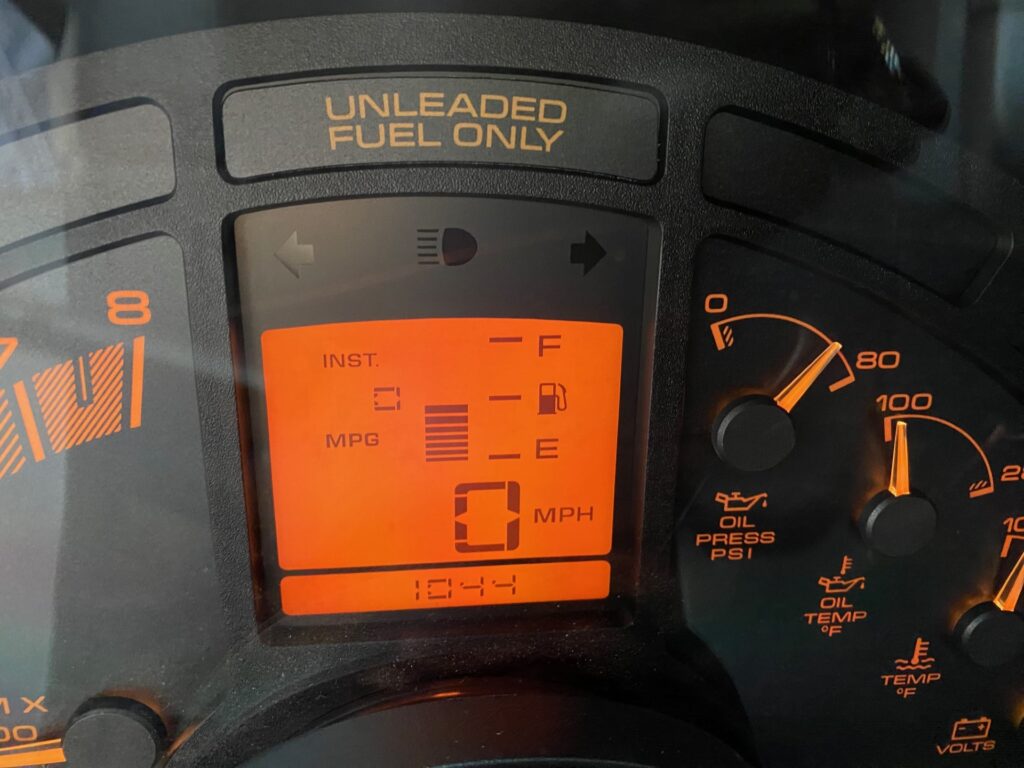 UNLEADED
FUEL ONLY
8
INST.
0
MPG
F
E
0 MPH
1044
0
80
100
OIL
PRESS
PSI
OIL
TEMP
°F
TEMP
°F
VOLTS